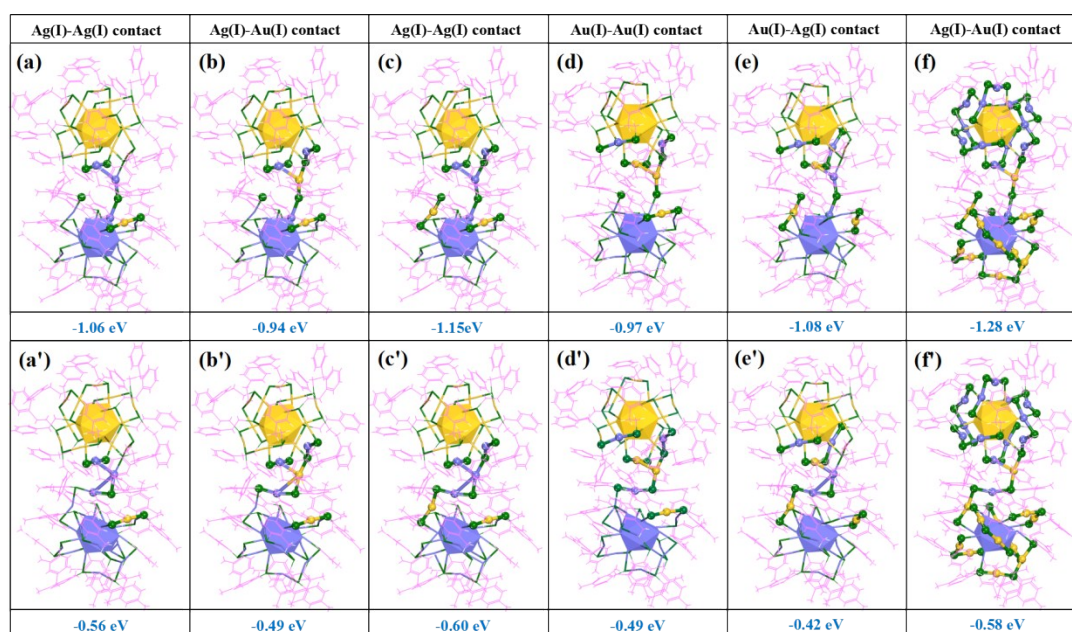 Ag(I)-Ag(I) contact Ag(I)-Au(I) contact Ag(I)-Ag(I) contact Au(I)-Au(I) contact Au(I)-Ag(I) contact Ag(I)-Au(I) contact
(a) (b) (c) (d) (e) (f)
-1.06 eV -0.94 eV -1.15eV -0.97 eV -1.08 eV -1.28 eV
(a') (b') (c') (d') (e') (f')
-0.56 eV -0.49 eV -0.60 eV -0.49 eV -0.42 eV -0.58 eV